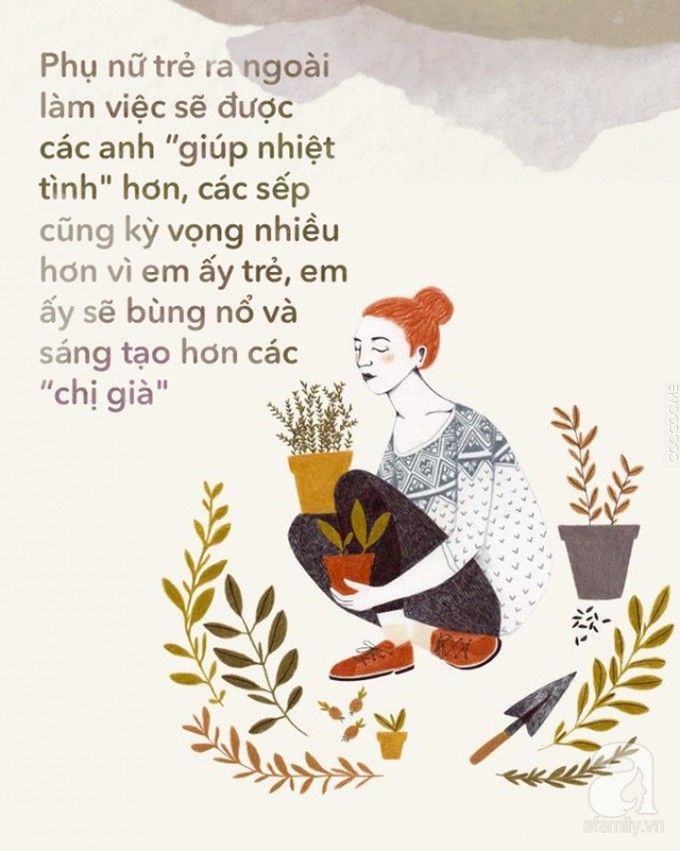 Phụ nữ trẻ ra ngoài
làm việc sẽ được
các anh “giúp nhiệt
tình" hơn, các sếp
cũng kỳ vọng nhiều
hơn vì em ấy trẻ, em
ấy sẽ bùng nổ và
sáng tạo hơn các
“chị già"
COCCOCME
a
afamily.vn